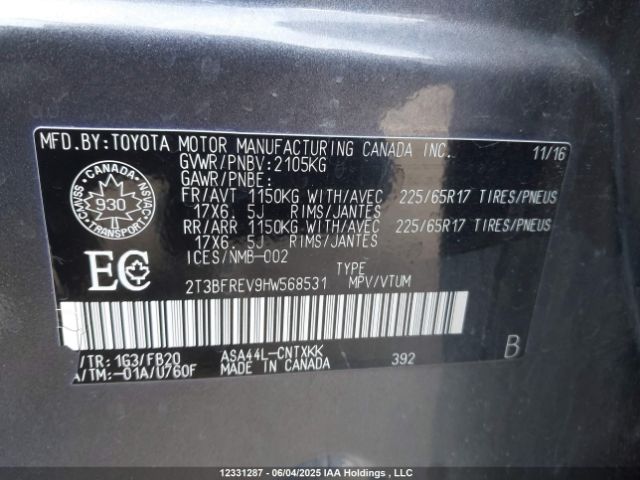 MFD.BY:TOYOTA MOTOR MANUFACTURING CANADA INC. 11/16
GVWR/PNBV:2105KG
GAWR/PNBE:
FR/AVT 1150KG WITH/AVEC 225/65R17 TIRES/PNEUS
17X6.5J RIMS/JANTES
RR/ARR 1150KG WITH/AVEC 225/65R17 TIRES/PNEUS
17X6.5J RIMS/JANTES
ICES/NMB-002
CANADA
CMVSS 930 NSVAC
TRANSPORT
EC
TYPE
2T3BFREV9HW568531 MPV/VTUM
/TR: 1G3/FB20 ASA44L-CNTXKK 392 B
A/TM:-01A/U760F MADE IN CANADA
12331287 - 06/04/2025 IAA Holdings, LLC.